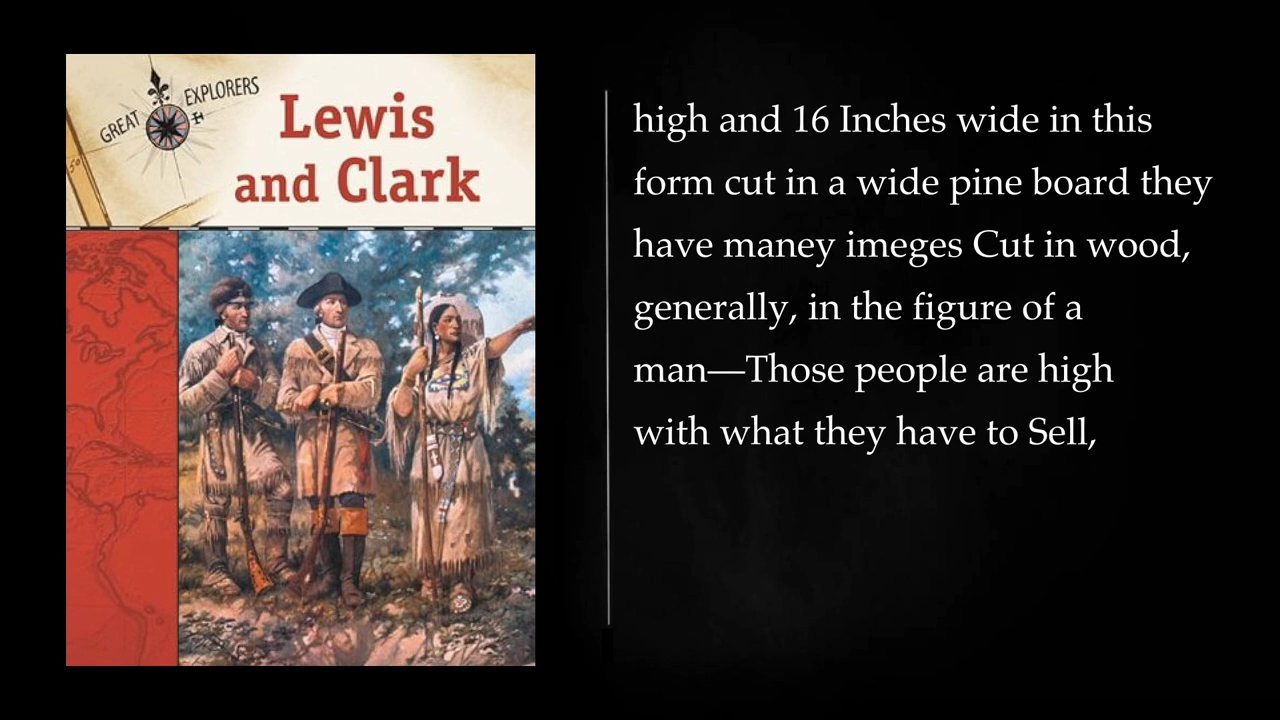 GREAT EXPLORERS
Lewis
and Clark
50
high and 16 Inches wide in this
form cut in a wide pine board they
have maney imeges Cut in wood,
generally, in the figure of a
man—Those people are high
with what they have to Sell,